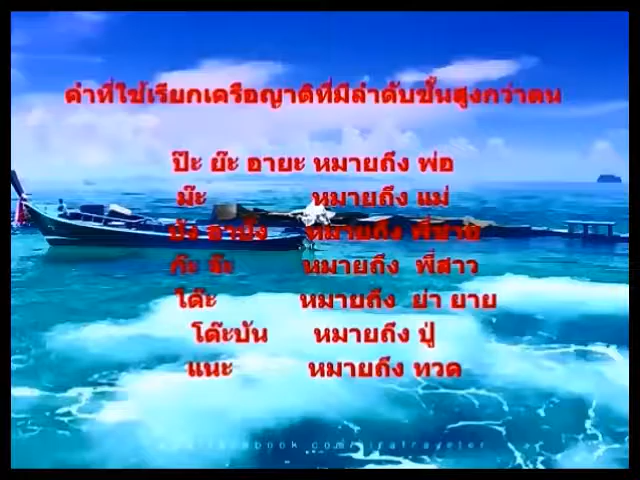 คำที่ใช้เรียกเครือญาติที่มีลำดับชั้นสูงกว่าตน
ป๊ะ ย๊ะ อายะ หมายถึง พ่อ
ม๊ะ หมายถึง แม่
บัง อาบัง หมายถึง พี่ชาย
ก๊ะ จ๊ะ หมายถึง พี่สาว
โต๊ะ หมายถึง ย่า ยาย
โต๊ะบัน หมายถึง ปู่
แนะ หมายถึง ทวด